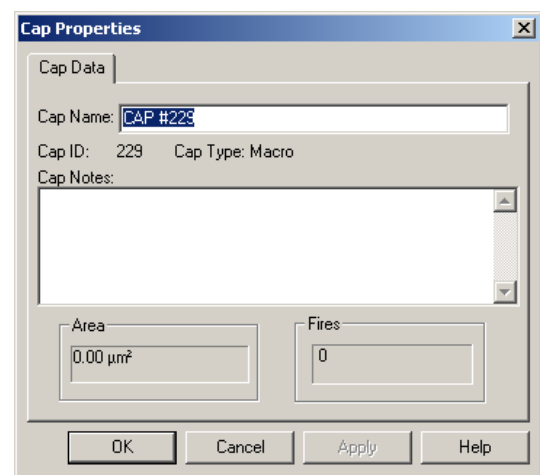 Cap Properties
Cap Data
Cap Name: CAP #229
Cap ID: 229 Cap Type: Macro
Cap Notes:
Area Fires
0.00 µm² 0
OK Cancel Apply Help